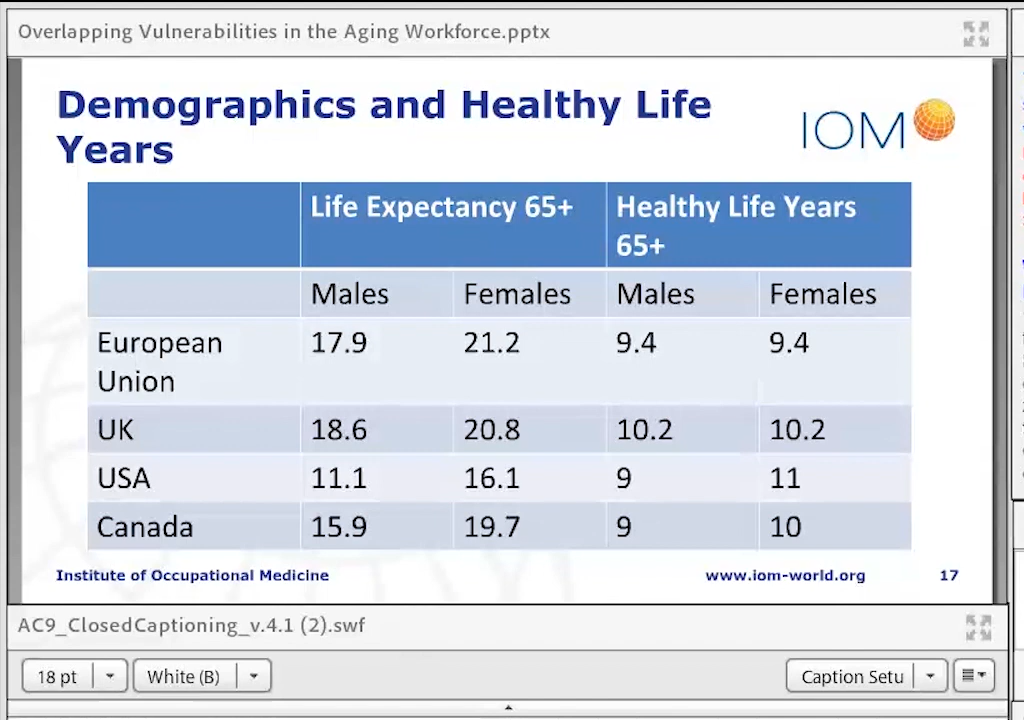 Overlapping Vulnerabilities in the Aging Workforce.pptx
Demographics and Healthy Life
Years
IOM
Life Expectancy 65+ Healthy Life Years
65+
Males Females Males Females
European
Union 17.9 21.2 9.4 9.4
UK 18.6 20.8 10.2 10.2
USA 11.1 16.1 9 11
Canada 15.9 19.7 9 10
Institute of Occupational Medicine www.iom-world.org 17
AC9_ClosedCaptioning_v.4.1 (2).swf
18 pt White (B) Caption Setu